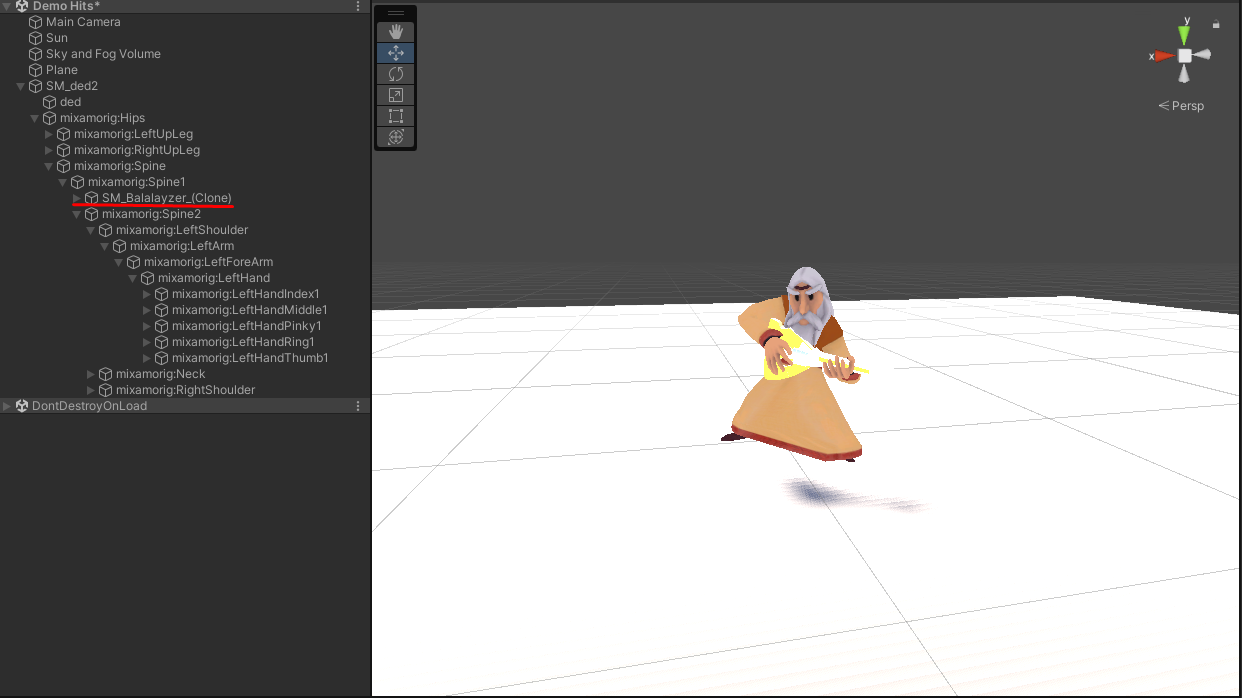 Demo Hits*
Main Camera
Sun
Sky and Fog Volume
Plane
SM_ded2
ded
mixamorig:Hips
mixamorig:LeftUpLeg
mixamorig:RightUpLeg
mixamorig:Spine
mixamorig:Spine1
SM_Balalayzer_(Clone)
mixamorig:Spine2
mixamorig:LeftShoulder
mixamorig:LeftArm
mixamorig:LeftForeArm
mixamorig:LeftHand
mixamorig:LeftHandIndex1
mixamorig:LeftHandMiddle1
mixamorig:LeftHandPinky1
mixamorig:LeftHandRing1
mixamorig:LeftHandThumb1
mixamorig:Neck
mixamorig:RightShoulder
DontDestroyOnLoad
y
x
Persp